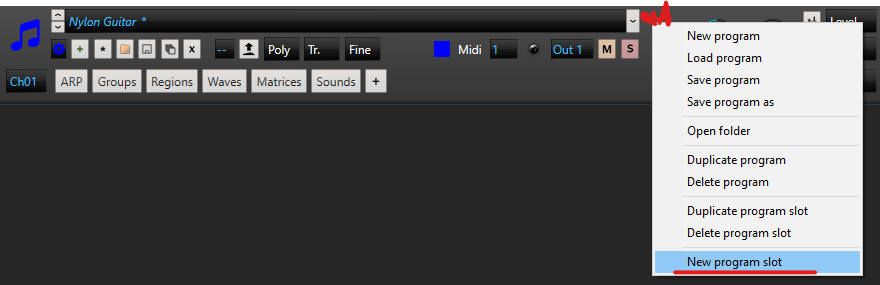 Nylon Guitar *
Level
+ * x -- Poly Tr. Fine Midi 1 Out 1 M S
Ch01 ARP Groups Regions Waves Matrices Sounds +
New program
Load program
Save program
Save program as
Open folder
Duplicate program
Delete program
Duplicate program slot
Delete program slot
New program slot